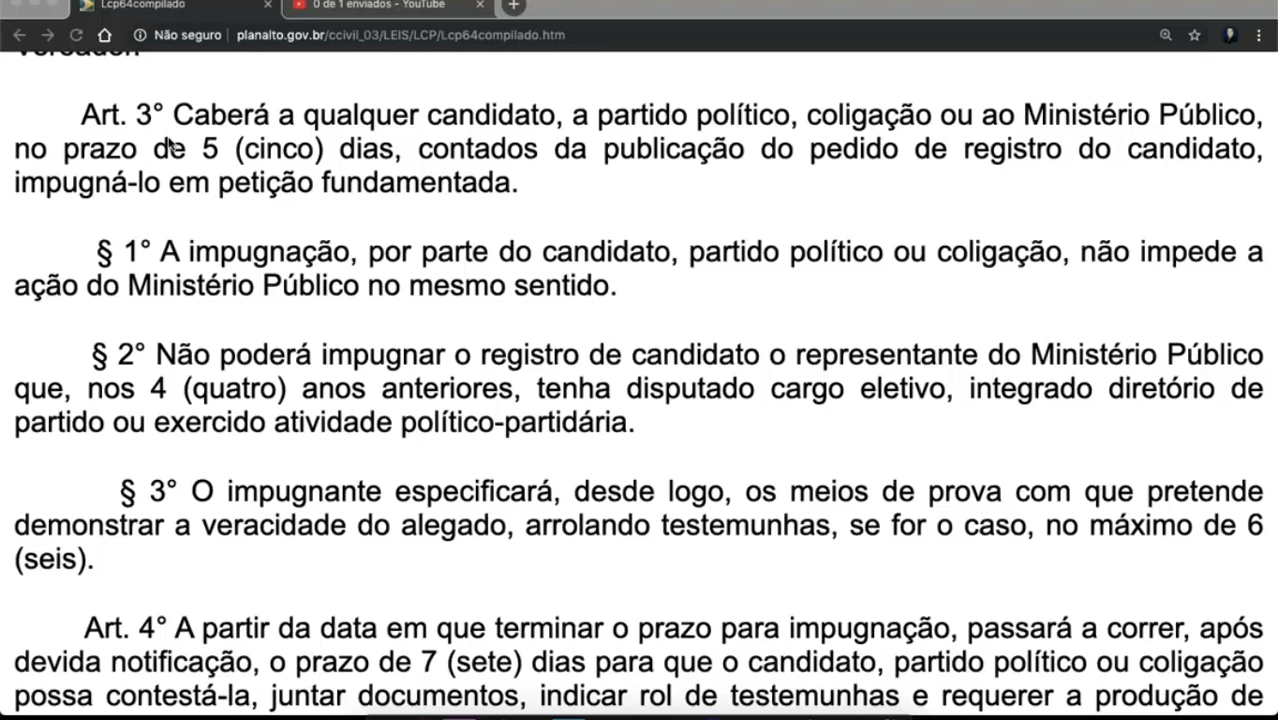 Lcp64compilado
0 de 1 enviados - YouTube
Não seguro | planalto.gov.br/ccivil_03/LEIS/LCP/Lcp64compilado.htm
Art. 3° Caberá a qualquer candidato, a partido político, coligação ou ao Ministério Público,
no prazo de 5 (cinco) dias, contados da publicação do pedido de registro do candidato,
impugná-lo em petição fundamentada.
§ 1° A impugnação, por parte do candidato, partido político ou coligação, não impede a
ação do Ministério Público no mesmo sentido.
§ 2° Não poderá impugnar o registro de candidato o representante do Ministério Público
que, nos 4 (quatro) anos anteriores, tenha disputado cargo eletivo, integrado diretório de
partido ou exercido atividade político-partidária.
§ 3° O impugnante especificará, desde logo, os meios de prova com que pretende
demonstrar a veracidade do alegado, arrolando testemunhas, se for o caso, no máximo de 6
(seis).
Art. 4° A partir da data em que terminar o prazo para impugnação, passará a correr, após
devida notificação, o prazo de 7 (sete) dias para que o candidato, partido político ou coligação
possa contestá-la, juntar documentos, indicar rol de testemunhas e requerer a produção de